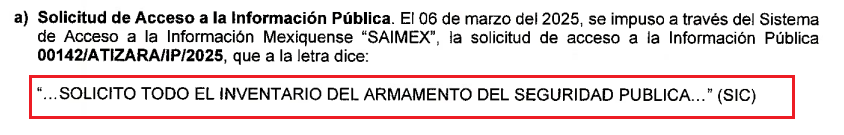 a) Solicitud de Acceso a la Información Pública. El 06 de marzo del 2025, se impuso a través del Sistema
de Acceso a la Información Mexiquense “SAIMEX”, la solicitud de acceso a la Información Pública
00142/ATIZARA/IP/2025, que a la letra dice:
“...SOLICITO TODO EL INVENTARIO DEL ARMAMENTO DEL SEGURIDAD PUBLICA...” (SIC)